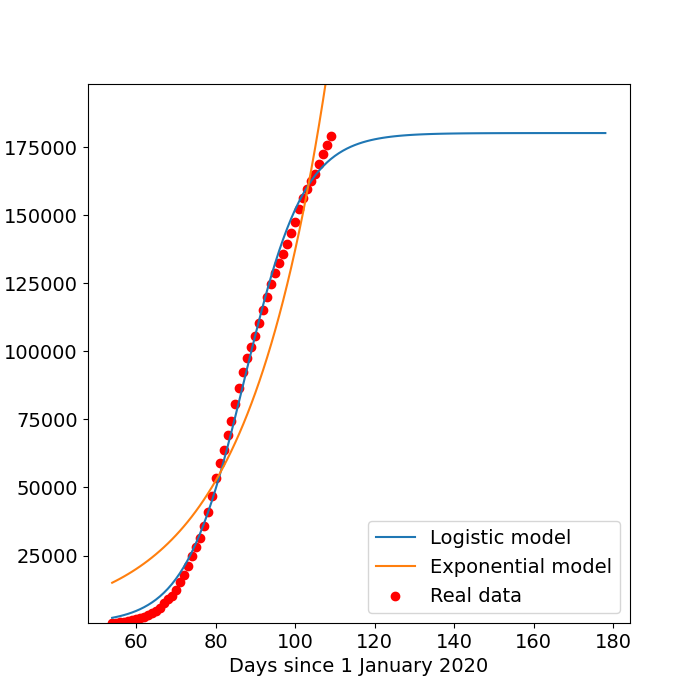 175000
150000
125000
100000
75000
50000
25000
60 80 100 120 140 160 180
Days since 1 January 2020
Logistic model
Exponential model
Real data